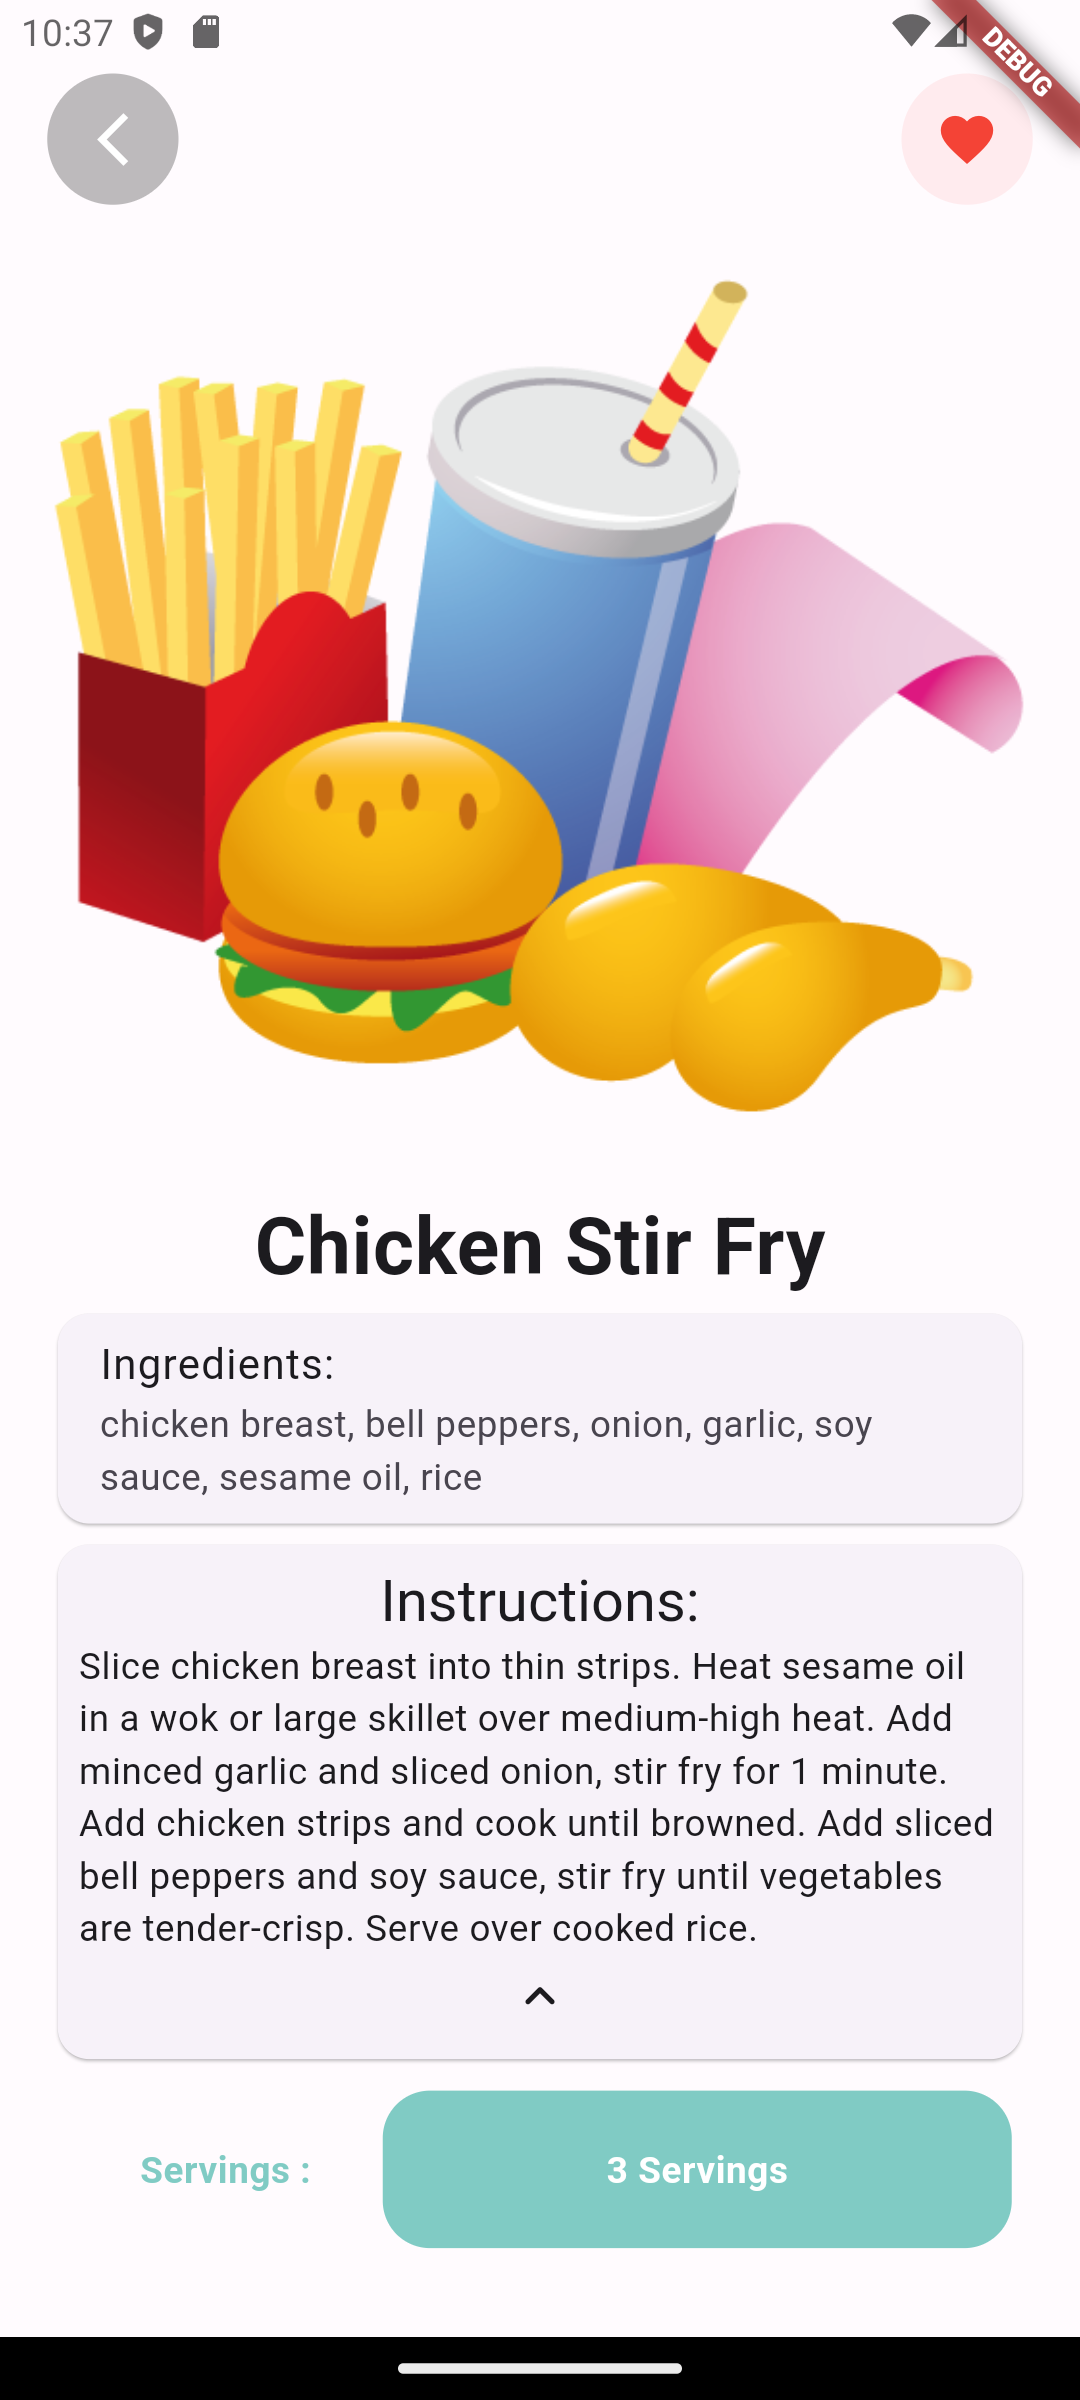 10:37
DEBUG
Chicken Stir Fry
Ingredients:
chicken breast, bell peppers, onion, garlic, soy
sauce, sesame oil, rice
Instructions:
Slice chicken breast into thin strips. Heat sesame oil
in a wok or large skillet over medium-high heat. Add
minced garlic and sliced onion, stir fry for 1 minute.
Add chicken strips and cook until browned. Add sliced
bell peppers and soy sauce, stir fry until vegetables
are tender-crisp. Serve over cooked rice.
Servings :
3 Servings